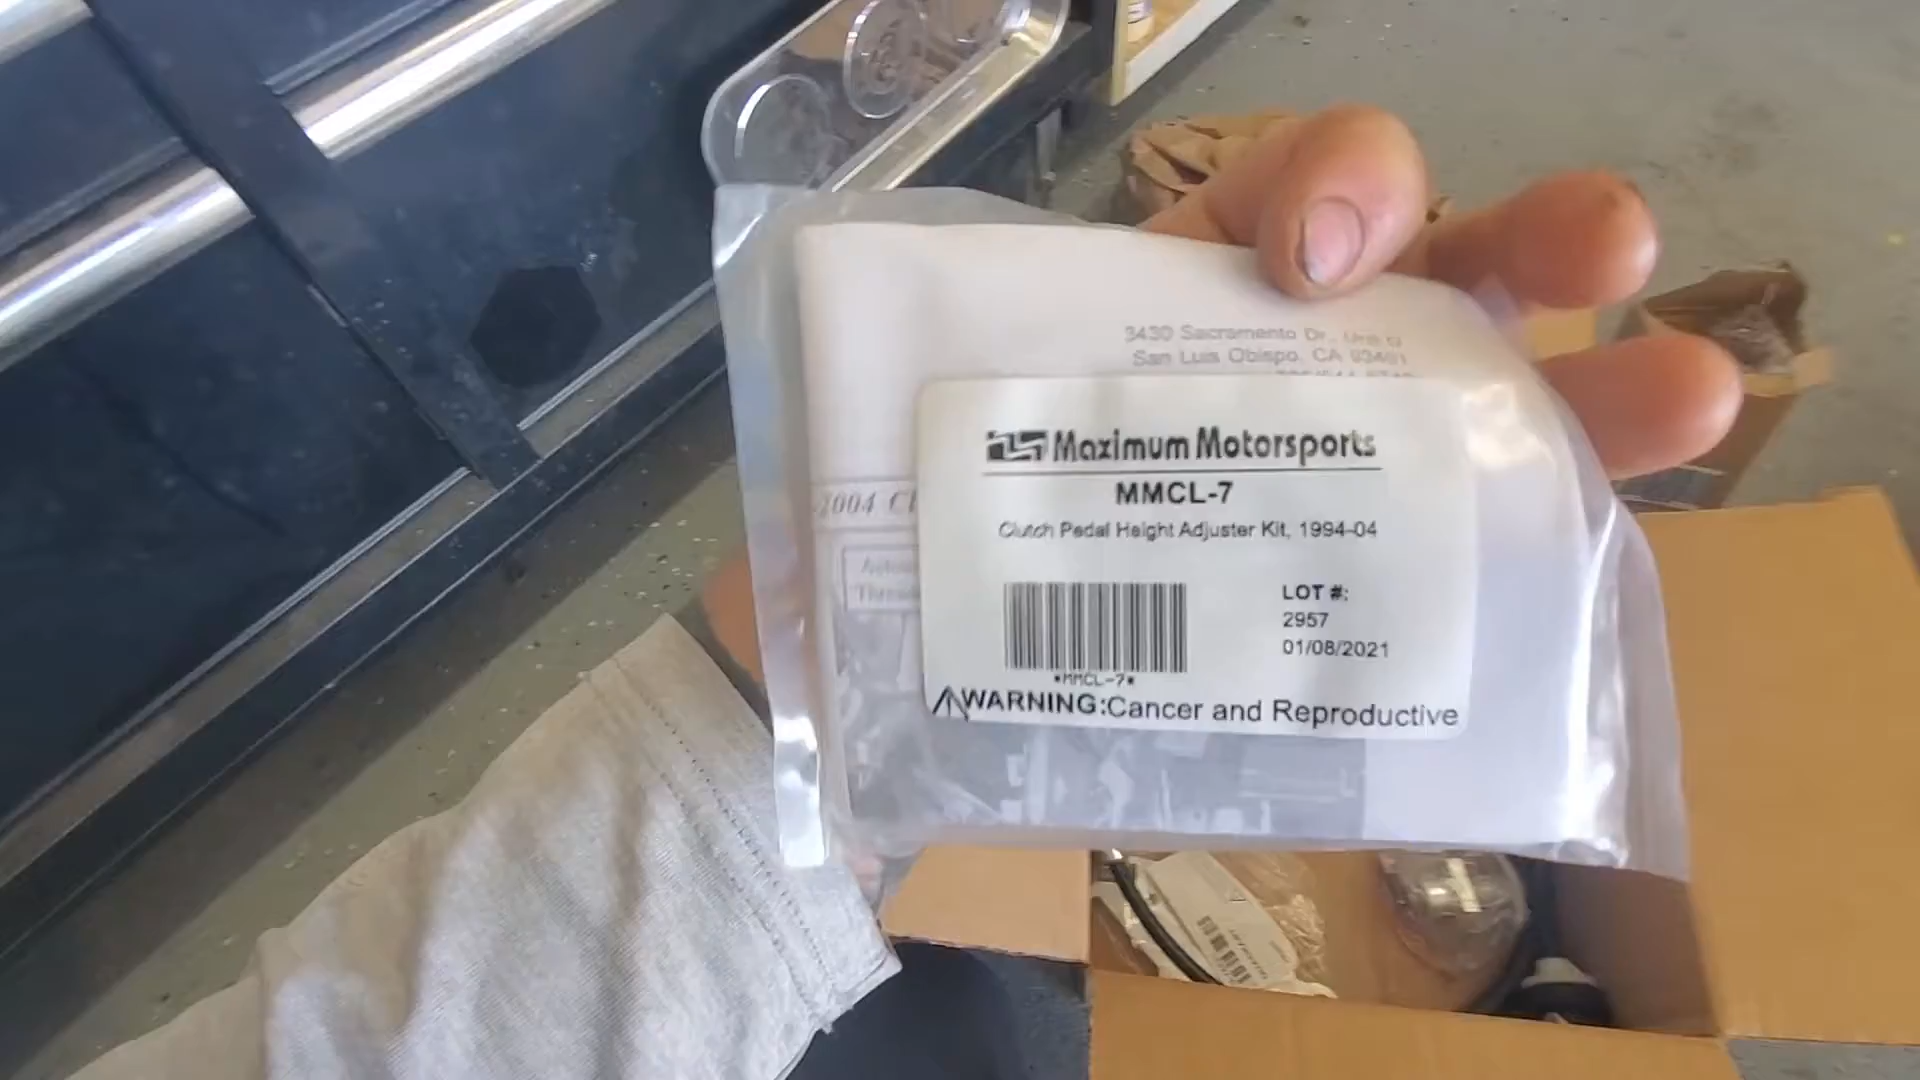 3430 Sacramento Dr.,
San Luis Obispo, CA 93401
Maximum Motorsports
MMCL-7
Clutch Pedal Height Adjuster Kit, 1994-04
-2004 Cl
LOT #:
2957
01/08/2021
*MMCL-7*
WARNING:Cancer and Reproductive